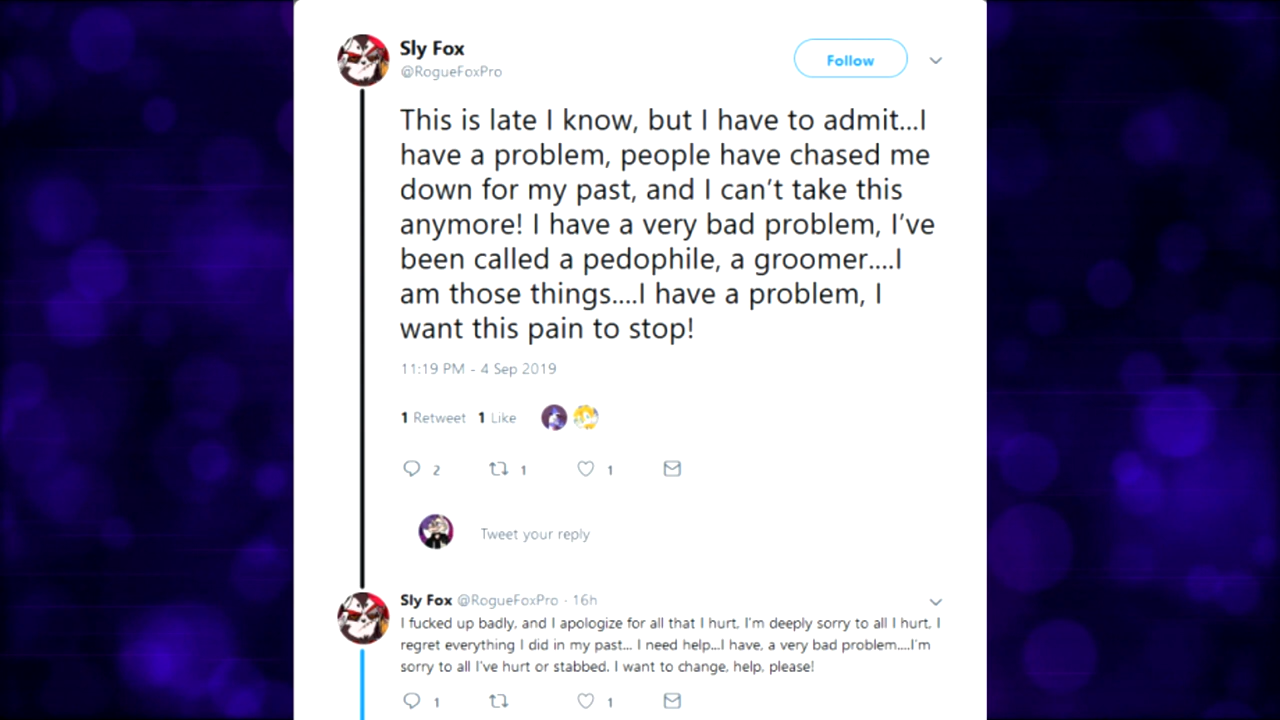 Sly Fox
@RogueFoxPro
Follow
This is late I know, but I have to admit...I
have a problem, people have chased me
down for my past, and I can't take this
anymore! I have a very bad problem, I've
been called a pedophile, a groomer....I
am those things....I have a problem, I
want this pain to stop!
11:19 PM - 4 Sep 2019
1 Retweet 1 Like
2 1 1
Tweet your reply
Sly Fox @RogueFoxPro · 16h
I fucked up badly, and I apologize for all that I hurt, I'm deeply sorry to all I hurt, I
regret everything I did in my past... I need help...I have, a very bad problem....I'm
sorry to all I've hurt or stabbed. I want to change, help, please!
1 1